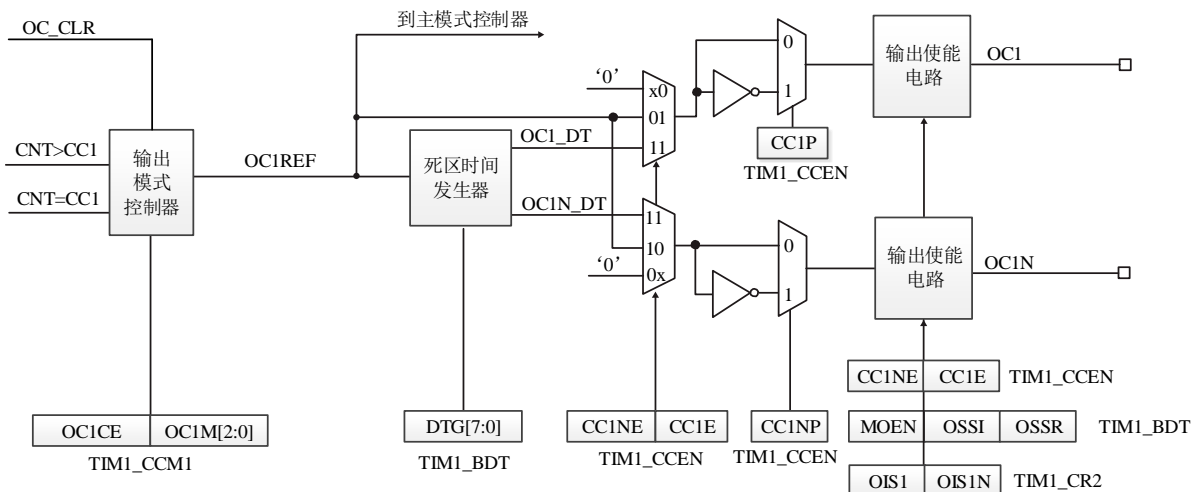 到主模式控制器
OC_CLR
CNT>CC1
CNT=CC1
输出
模式
控制器
OC1REF
死区时间
发生器
OC1_DT
OC1N_DT
‘0’
x0
01
11
11
10
0x
‘0’
0
1
CC1P
TIM1_CCEN
0
1
输出使能
电路
OC1
输出使能
电路
OC1N
OC1CE OC1M[2:0]
TIM1_CCM1
DTG[7:0]
TIM1_BDT
CC1NE CC1E
TIM1_CCEN
CC1NP
TIM1_CCEN
CC1NE CC1E TIM1_CCEN
MOEN OSSI OSSR TIM1_BDT
OIS1 OIS1N TIM1_CR2